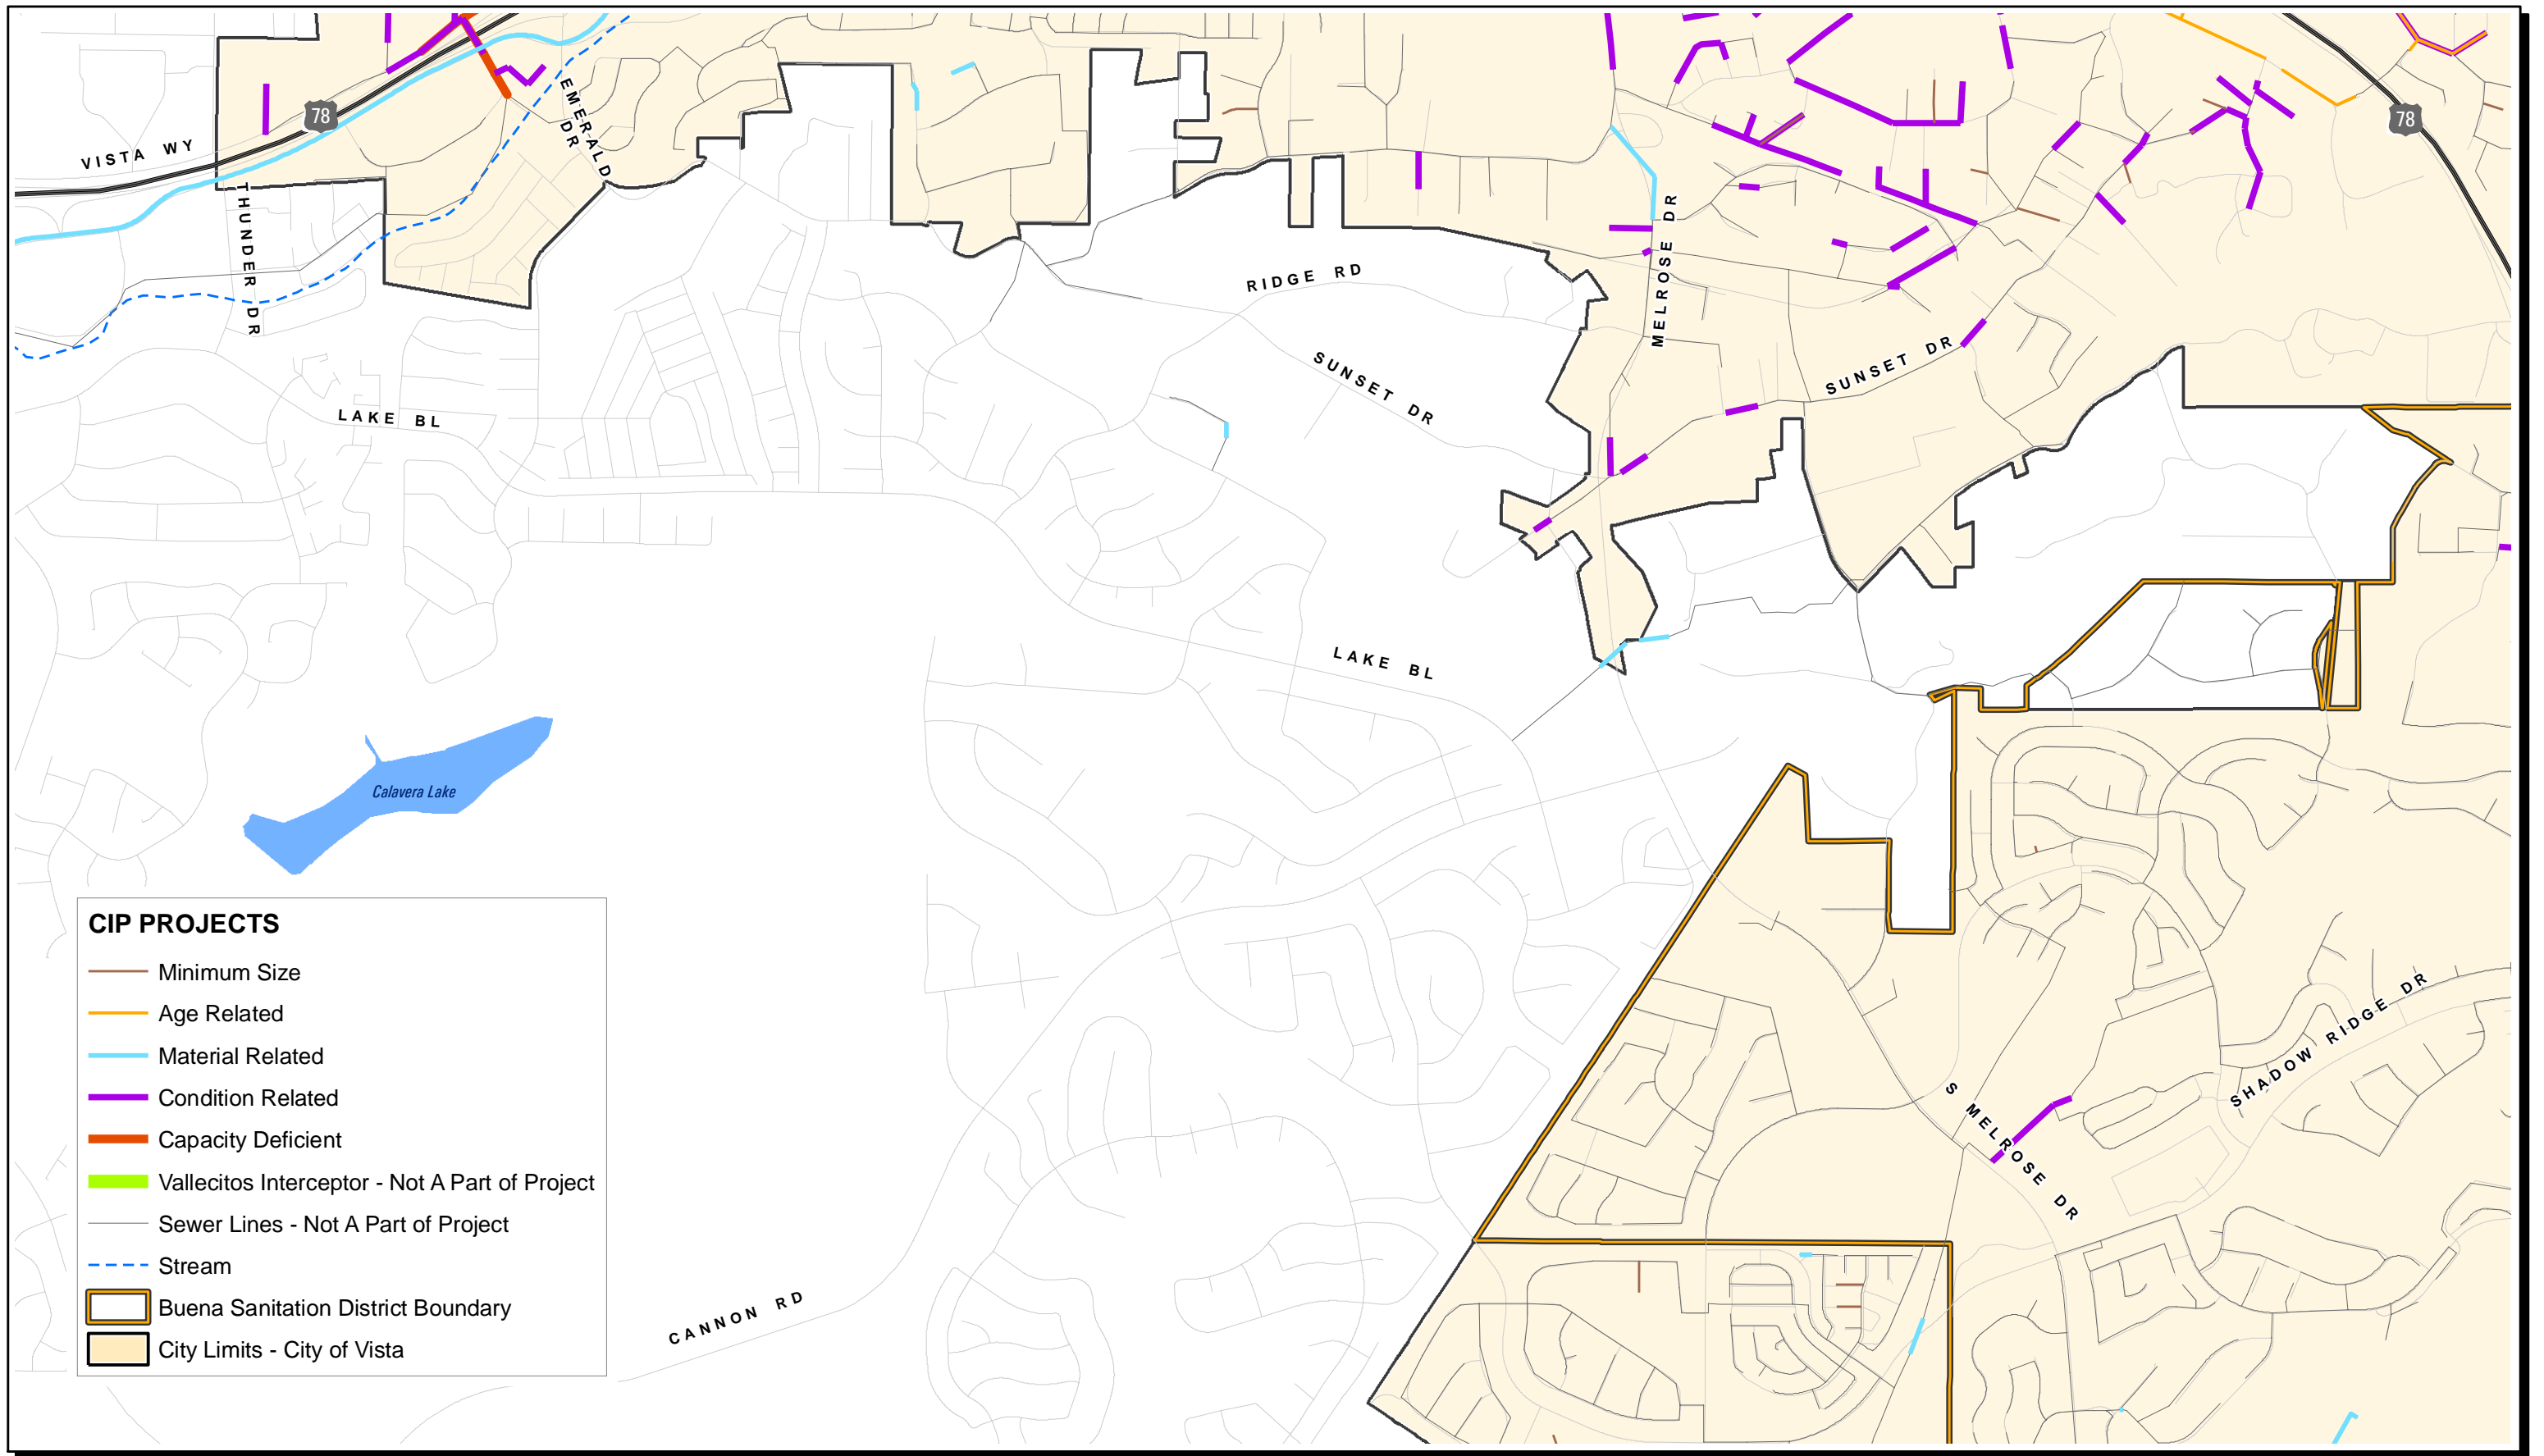 78
78
EMERALD DR
VISTA WY
THUNDER DR
MELROSE DR
RIDGE RD
SUNSET DR
SUNSET DR
LAKE BL
LAKE BL
Calavera Lake
CIP PROJECTS
Minimum Size
Age Related
Material Related
Condition Related
Capacity Deficient
Vallecitos Interceptor - Not A Part of Project
Sewer Lines - Not A Part of Project
Stream
Buena Sanitation District Boundary
City Limits - City of Vista
SHADOW RIDGE DR
S MELROSE DR
CANNON RD